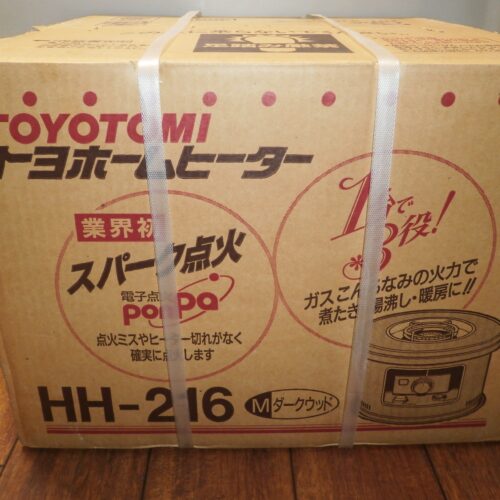 TOYOTOMI
トヨホームヒーター
業界初
スパーク点火
電子点
ponpa
点火ミスやヒーター切れがなく
確実に点火します
1台で
3役!
ガスこんろなみの火力で
煮たき・湯沸し・暖房に!!
HH-216
Mダークウッド